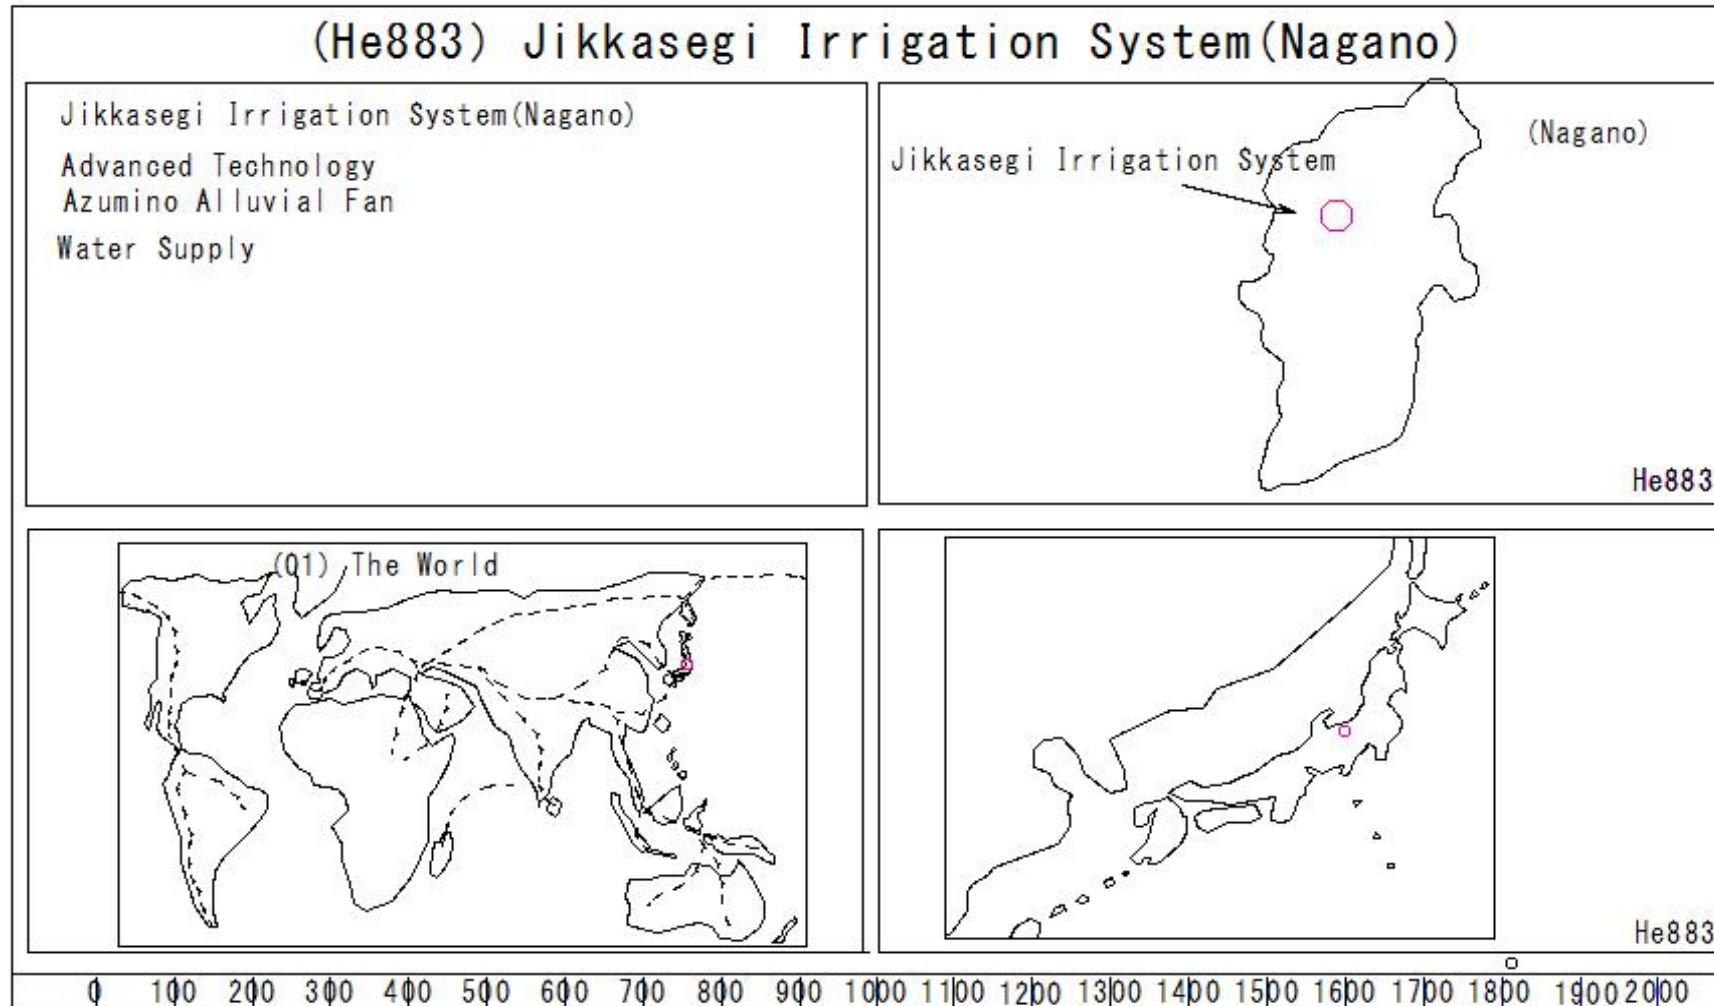 (He883) Jikkasegi Irrigation System(Nagano)
Jikkasegi Irrigation System(Nagano)
Advanced Technology
Azumino Alluvial Fan
Water Supply
(Nagano)
Jikkasegi Irrigation System
He883
(01) The World
He883
0 100 200 300 400 500 600 700 800 900 1000 1100 1200 1300 1400 1500 1600 1700 1800 1900 2000